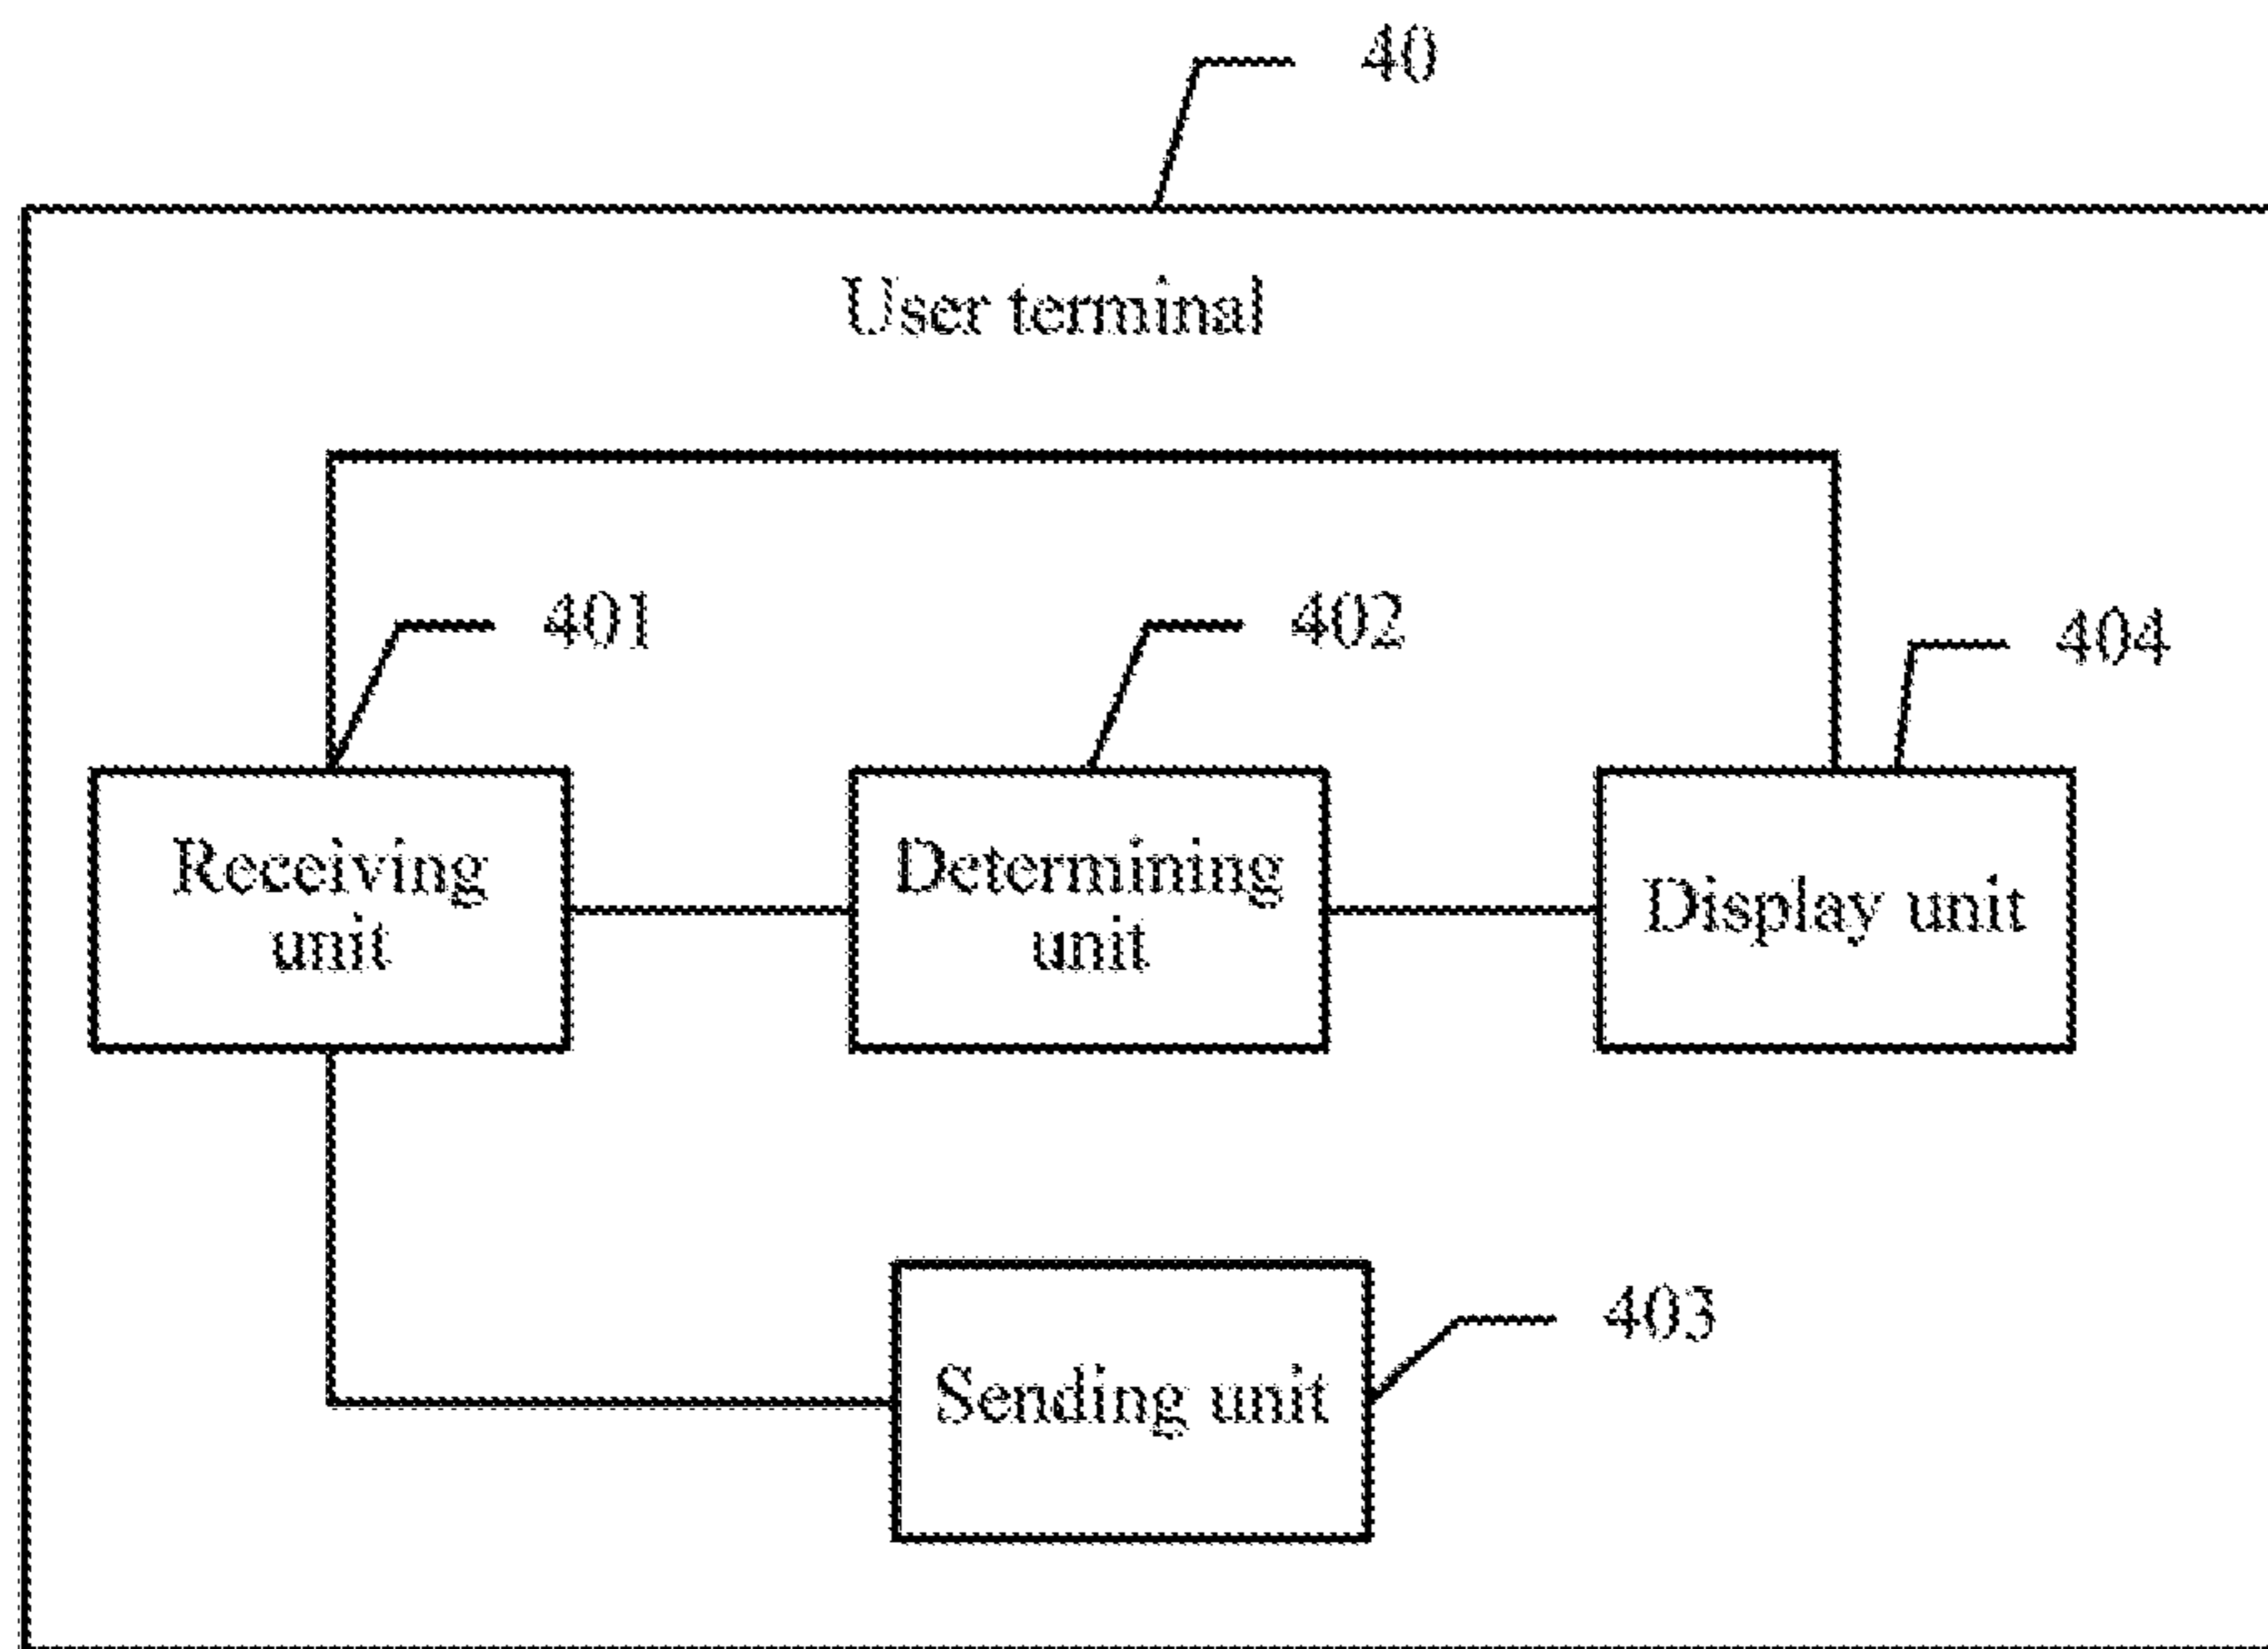 40
User terminal
401
402
404
Receiving
unit
Determining
unit
Display unit
403
Sending unit